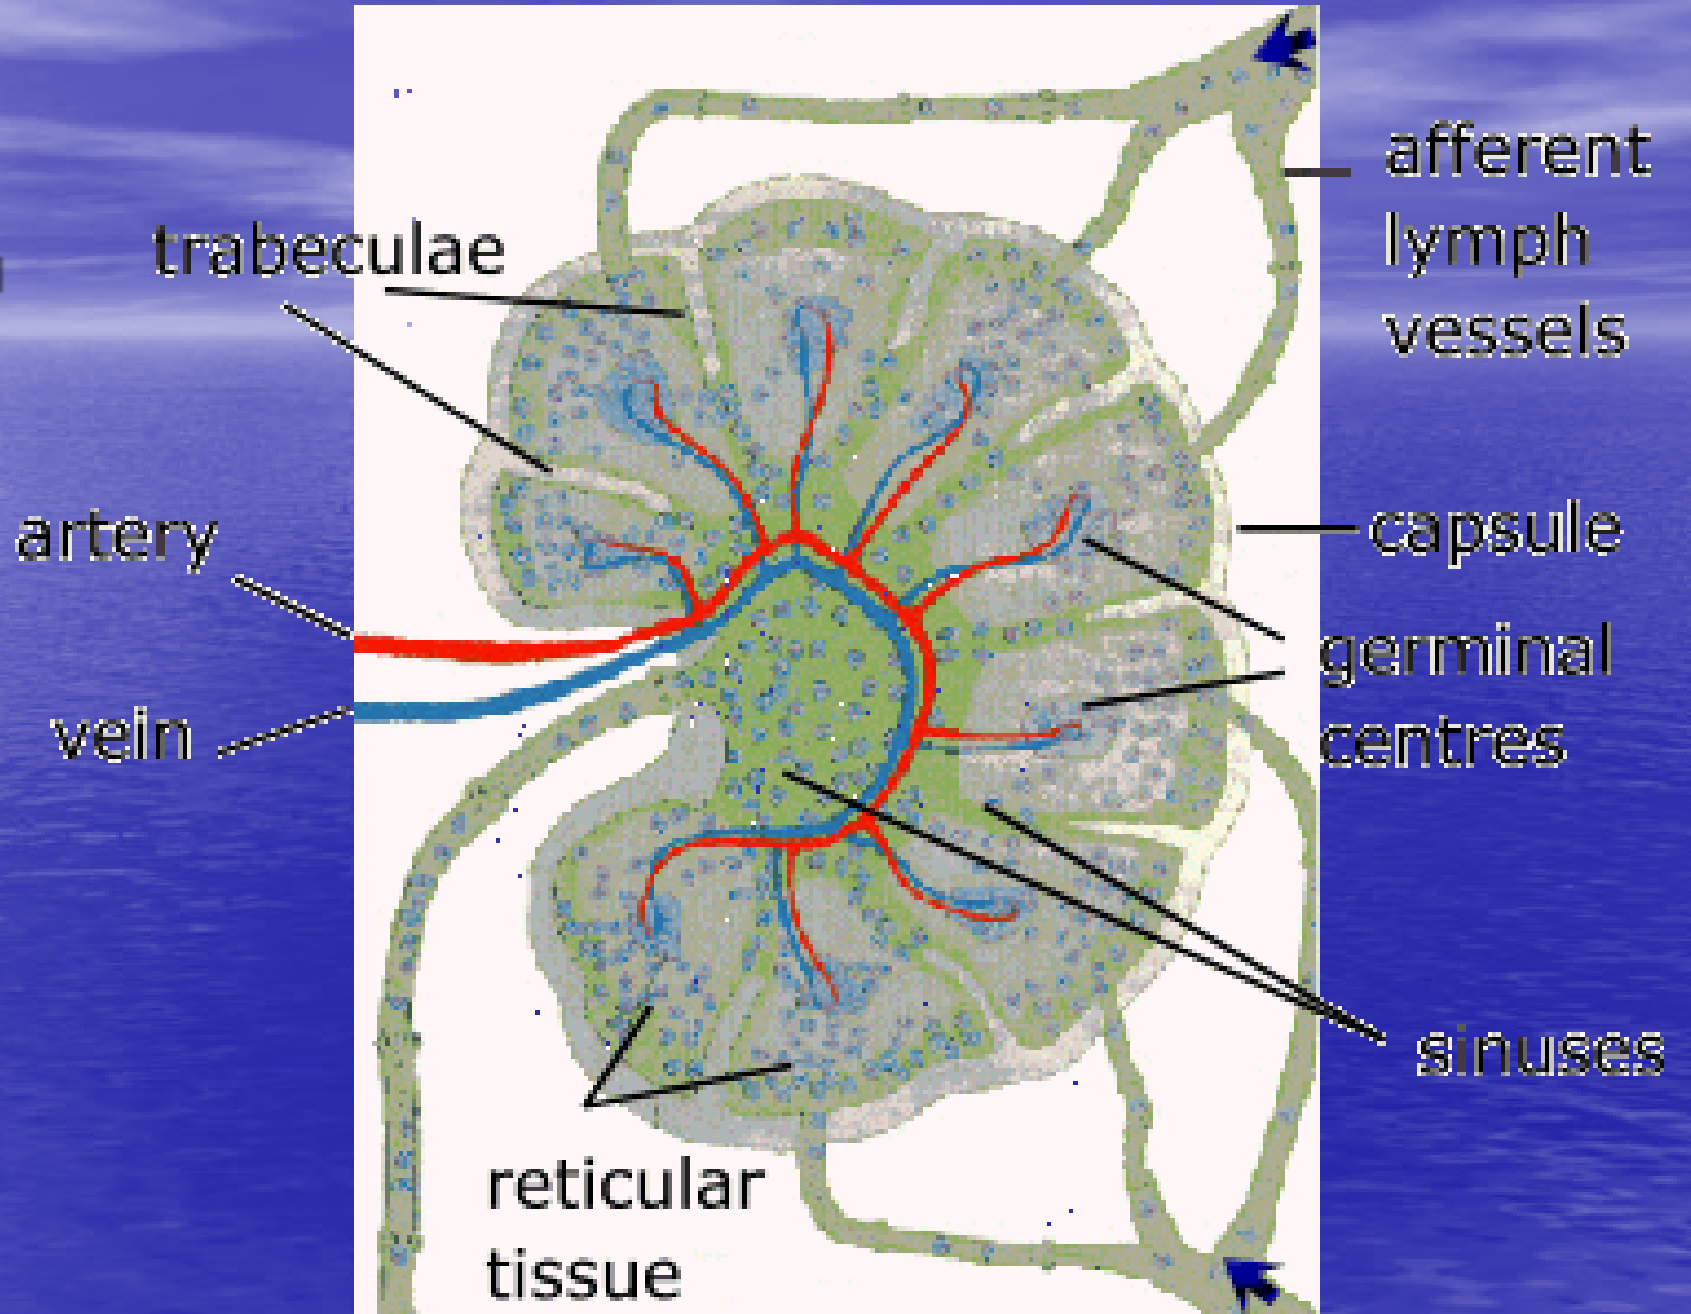 afferent
lymph
vessels
trabeculae
artery
capsule
germinal
centres
vein
sinuses
reticular
tissue